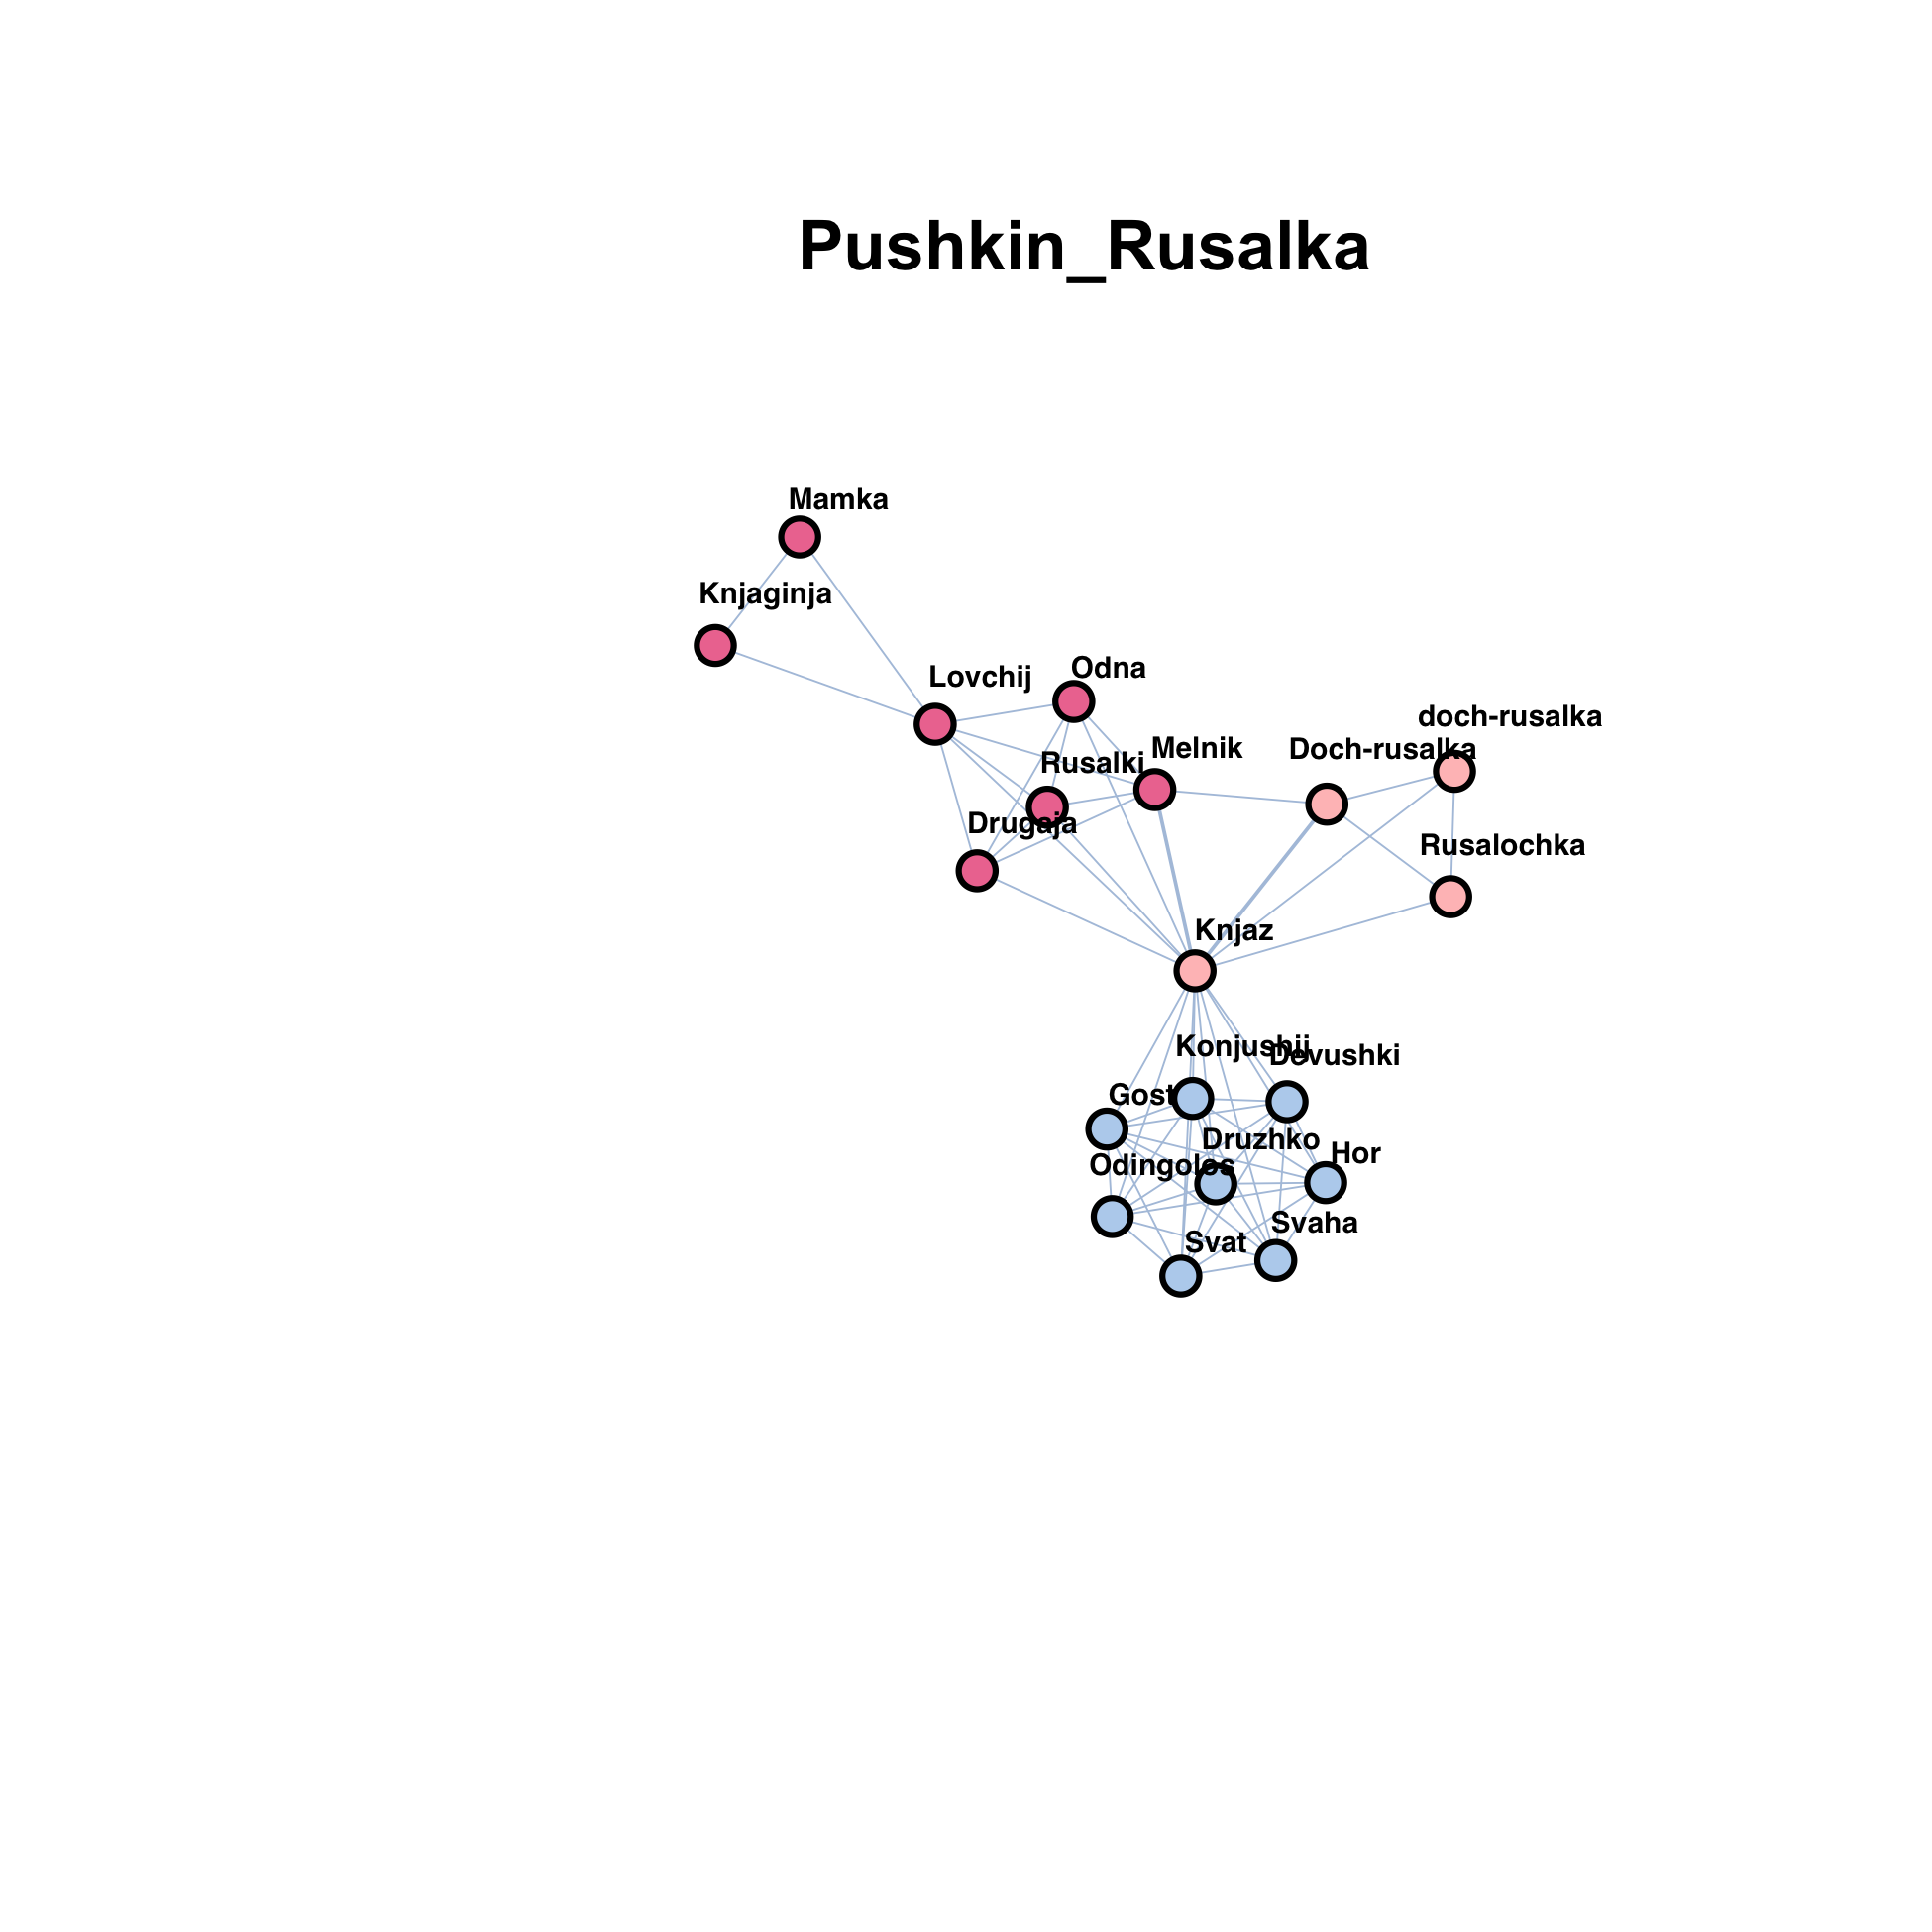 Pushkin_Rusalka
Mamka
Knjaginja
Lovchij
Odna
doch-rusalka
Melnik
Doch-rusalka
Rusalki
Drugaja
Rusalochka
Knjaz
Konjushij
Devushki
Gost
Druzhko
Hor
Odingolos
Svaha
Svat